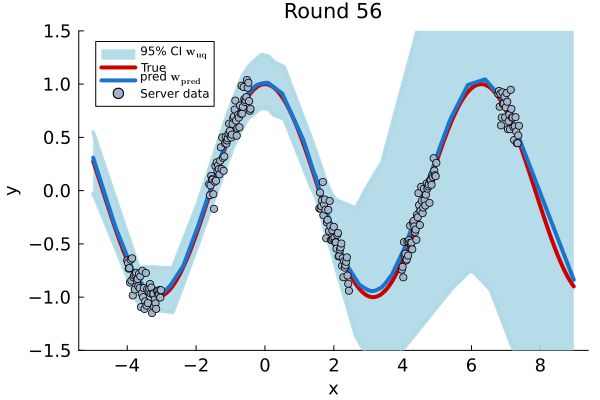 Round 56
1.5
1.0
0.5
0.0
−0.5
−1.0
−1.5
y
95% CI w_uq
True
pred w_pred
Server data
−4 −2 0 2 4 6 8
x